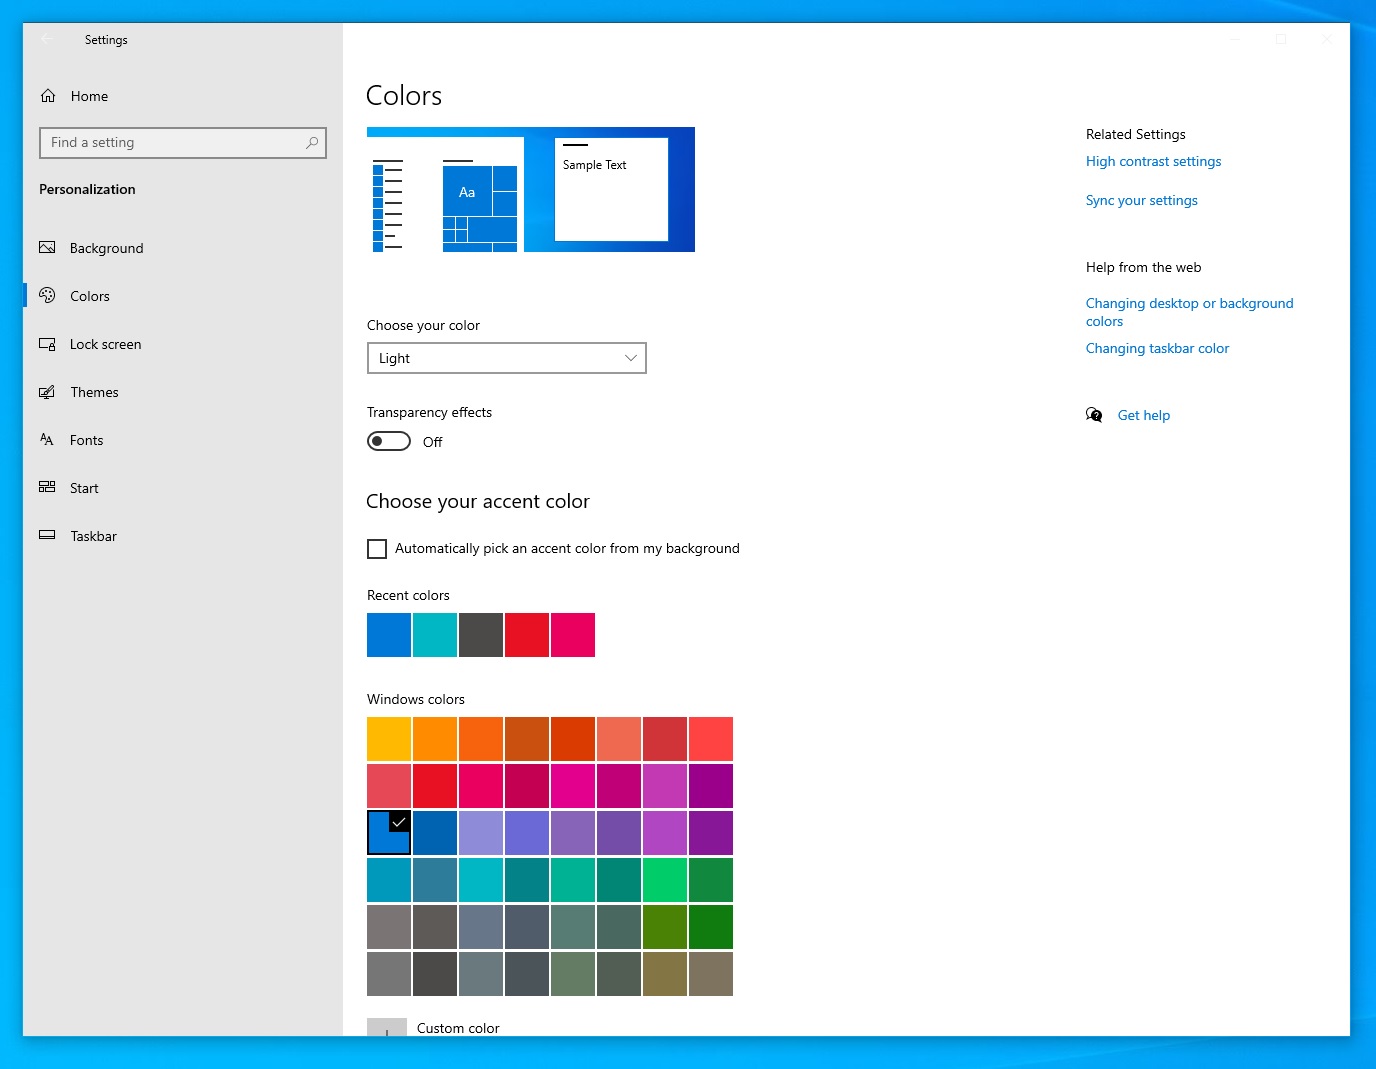 Settings
Home
Find a setting
Personalization
Background
Colors
Lock screen
Themes
Fonts
Start
Taskbar
Colors
Aa
Sample Text
Choose your color
Light
Transparency effects
Off
Choose your accent color
Automatically pick an accent color from my background
Recent colors
Windows colors
Custom color
Related Settings
High contrast settings
Sync your settings
Help from the web
Changing desktop or background
colors
Changing taskbar color
Get help